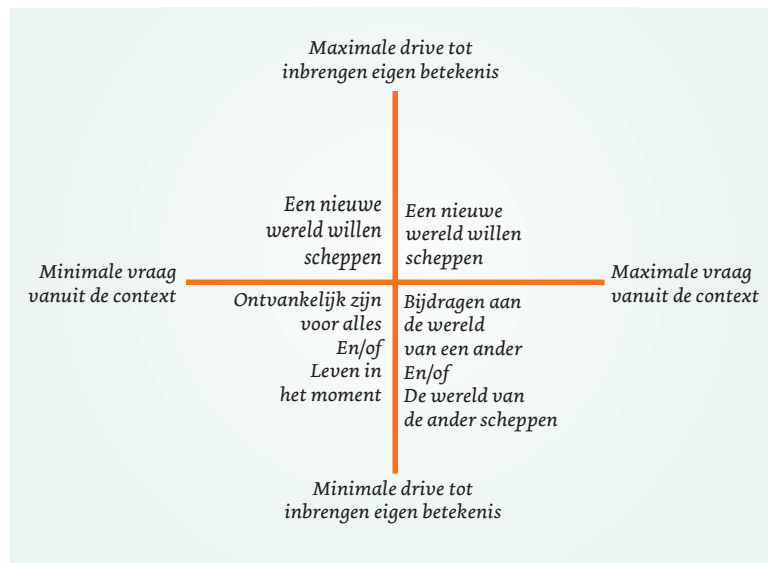 Maximale drive tot
inbrengen eigen betekenis
Een nieuwe
wereld willen
scheppen
Een nieuwe
wereld willen
scheppen
Minimale vraag
vanuit de context
Maximale vraag
vanuit de context
Ontvankelijk zijn
voor alles
En/of
Leven in
het moment
Bijdragen aan
de wereld
van een ander
En/of
De wereld van
de ander scheppen
Minimale drive tot
inbrengen eigen betekenis